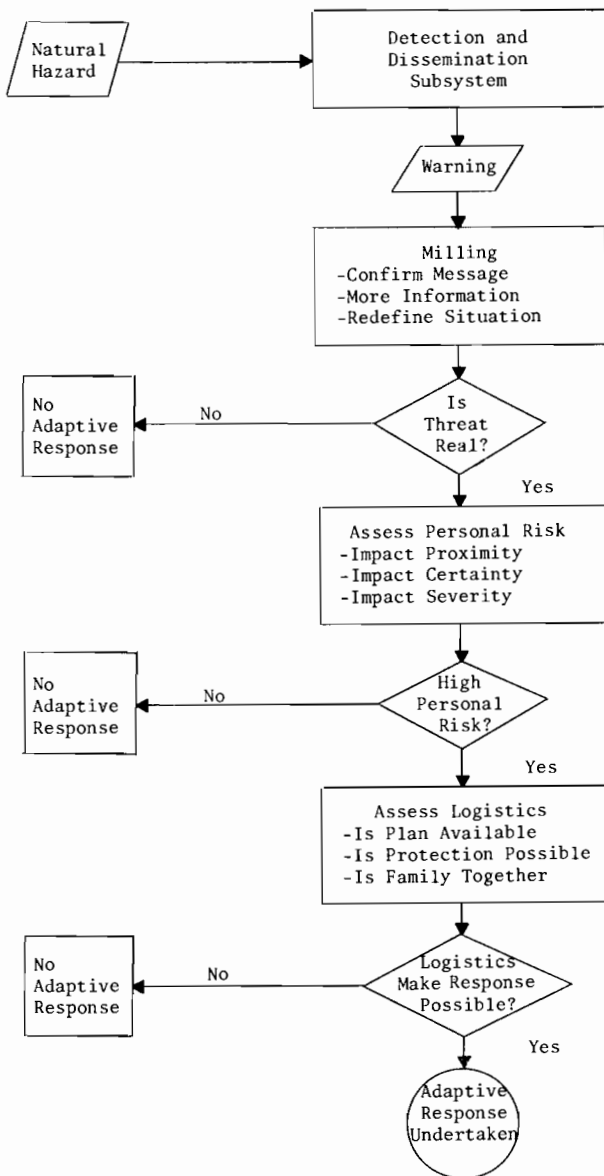 Natural
Hazard
Detection and
Dissemination
Subsystem
Warning
Milling
-Confirm Message
-More Information
-Redefine Situation
Is
Threat
Real?
No
No
Adaptive
Response
Yes
Assess Personal Risk
-Impact Proximity
-Impact Certainty
-Impact Severity
High
Personal
Risk?
No
No
Adaptive
Response
Yes
Assess Logistics
-Is Plan Available
-Is Protection Possible
-Is Family Together
Logistics
Make Response
Possible?
No
No
Adaptive
Response
Yes
Adaptive
Response
Undertaken